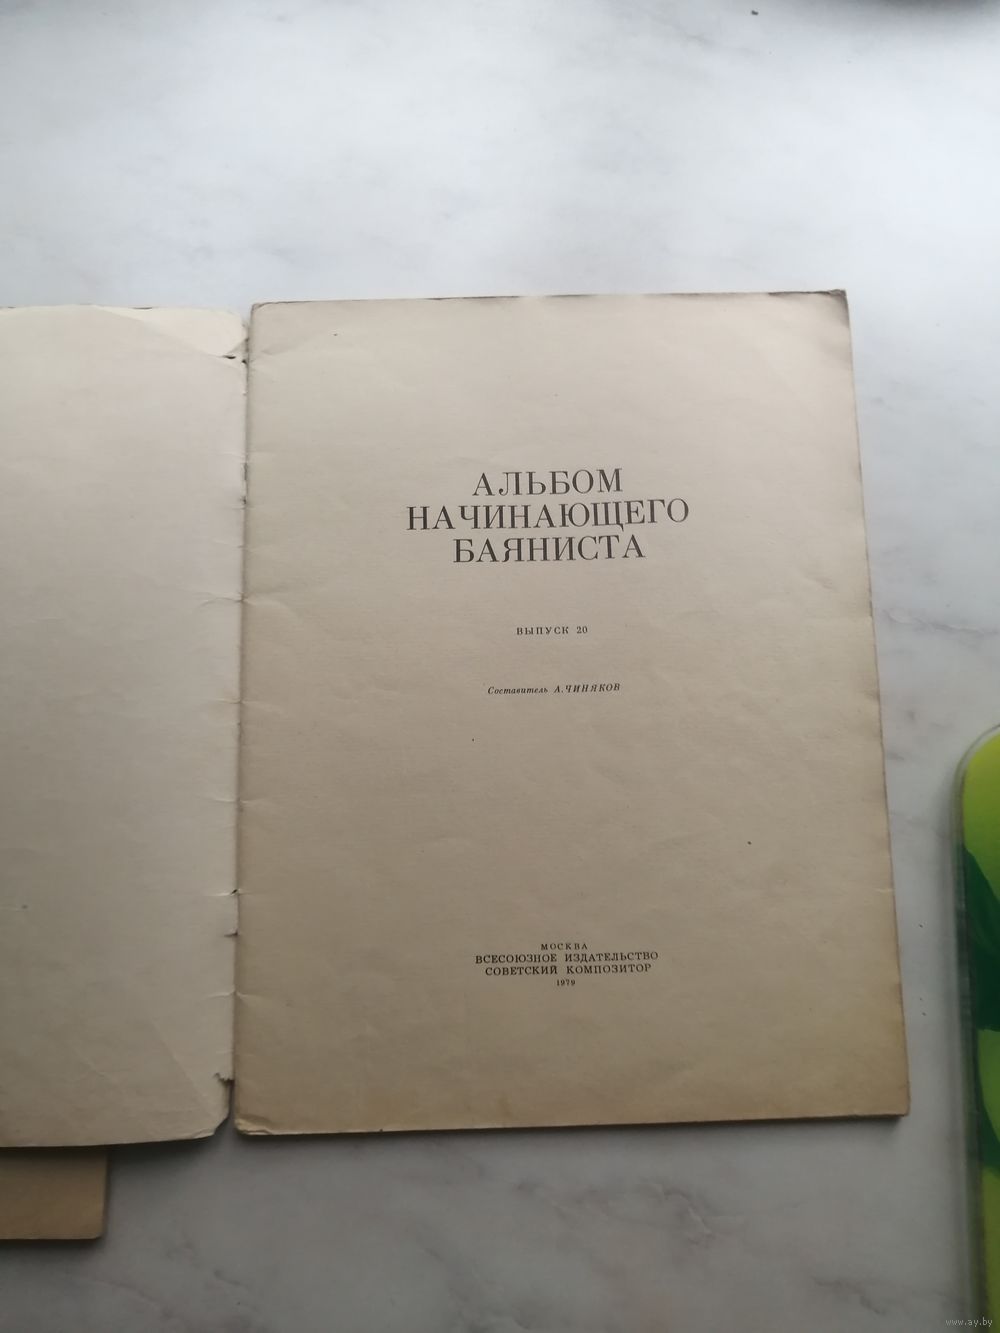 АЛЬБОМ
НАЧИНАЮЩЕГО
БАЯНИСТА
ВЫПУСК 20
Составитель А. ЧИНЯКОВ
МОСКВА
ВСЕСОЮЗНОЕ ИЗДАТЕЛЬСТВО
СОВЕТСКИЙ КОМПОЗИТОР
1979
www.ay.by